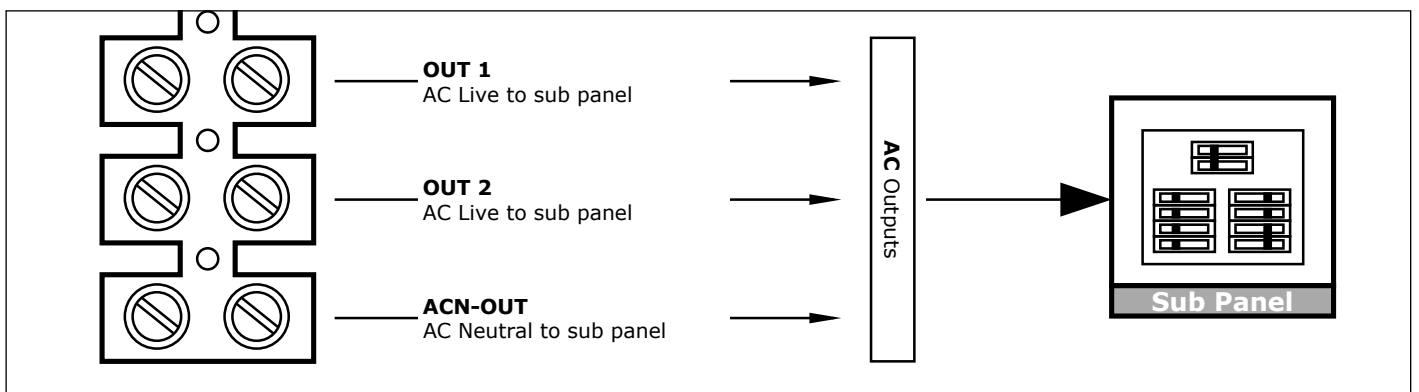 OUT 1
AC Live to sub panel
OUT 2
AC Live to sub panel
ACN-OUT
AC Neutral to sub panel
AC Outputs
Sub Panel